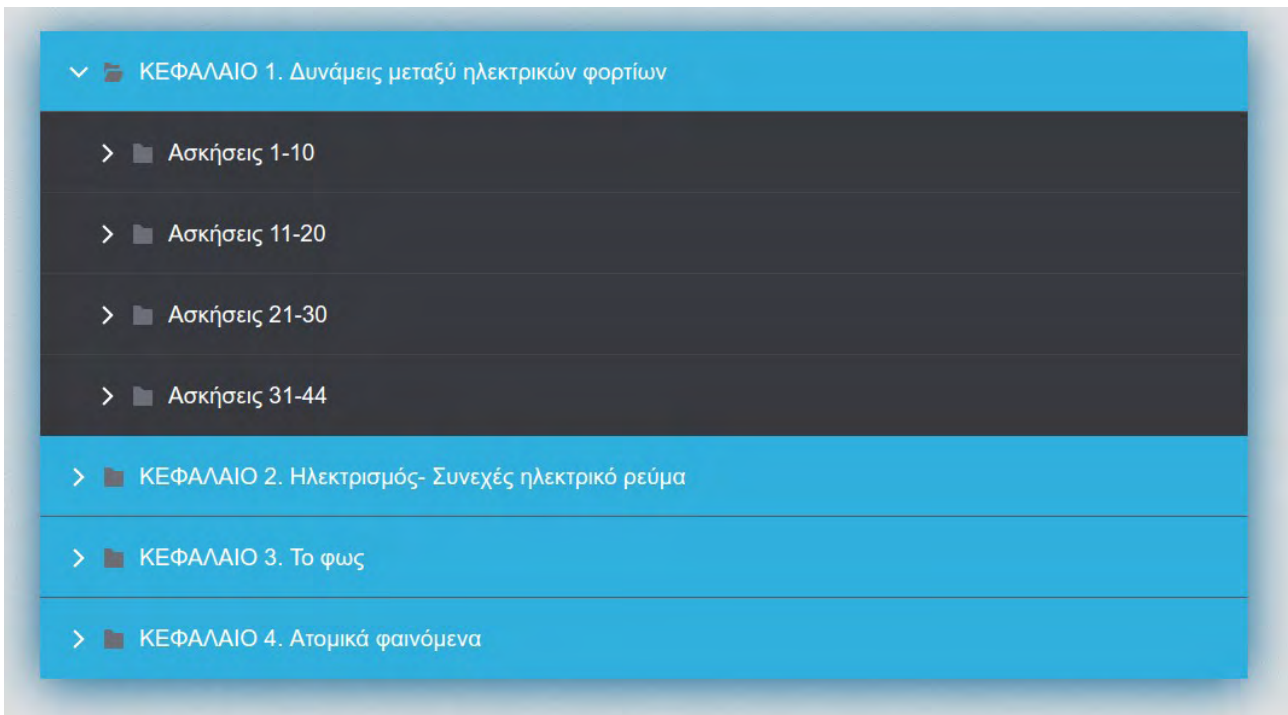 ΚΕΦΑΛΑΙΟ 1. Δυνάμεις μεταξύ ηλεκτρικών φορτίων
Ασκήσεις 1-10
Ασκήσεις 11-20
Ασκήσεις 21-30
Ασκήσεις 31-44
ΚΕΦΑΛΑΙΟ 2. Ηλεκτρισμός- Συνεχές ηλεκτρικό ρεύμα
ΚΕΦΑΛΑΙΟ 3. Το φως
ΚΕΦΑΛΑΙΟ 4. Ατομικά φαινόμενα